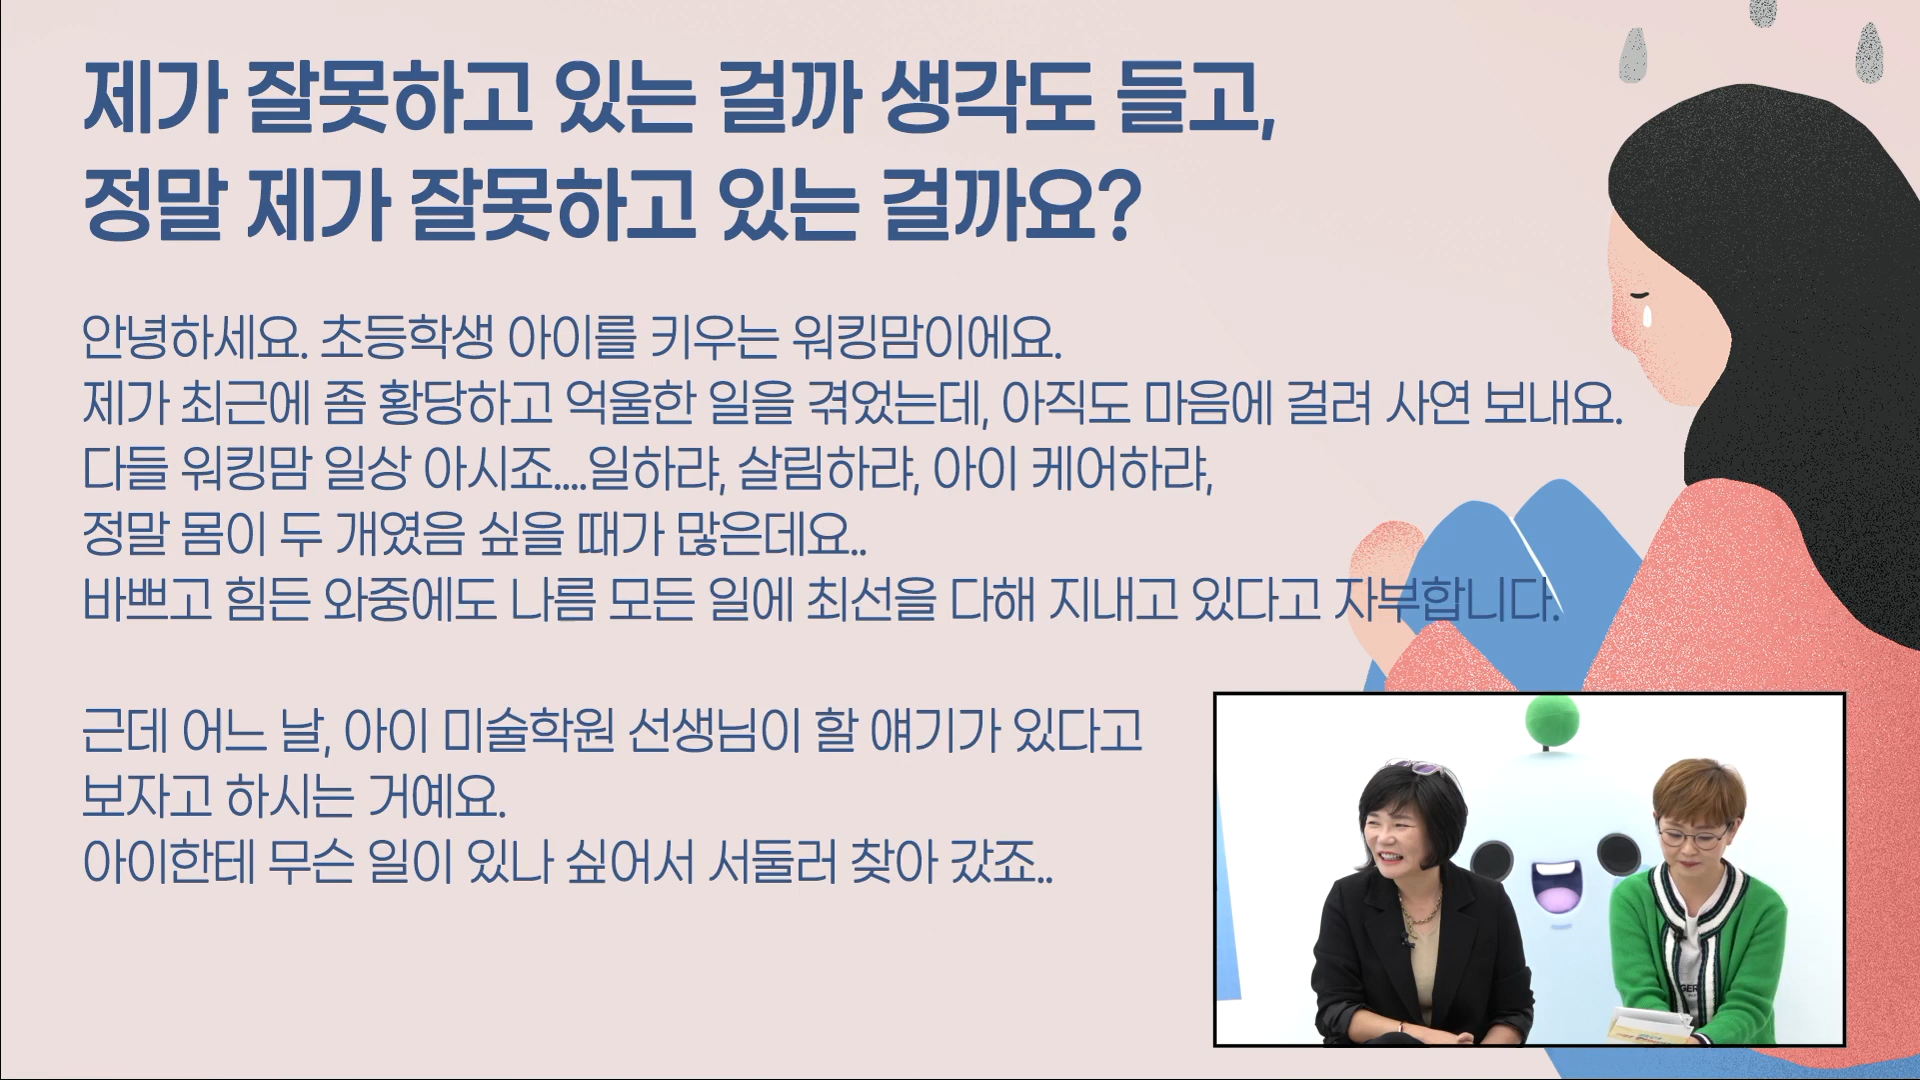 제가 잘못하고 있는 걸까 생각도 들고,
정말 제가 잘못하고 있는 걸까요?
안녕하세요. 초등학생 아이를 키우는 워킹맘이에요.
제가 최근에 좀 황당하고 억울한 일을 겪었는데, 아직도 마음에 걸려 사연 보내요.
다들 워킹맘 일상 아시죠....일하랴, 살림하랴, 아이 케어하랴,
정말 몸이 두 개였음 싶을 때가 많은데요..
바쁘고 힘든 와중에도 나름 모든 일에 최선을 다해 지내고 있다고 자부합니다.
근데 어느 날, 아이 미술학원 선생님이 할 얘기가 있다고
보자고 하시는 거예요.
아이한테 무슨 일이 있나 싶어서 서둘러 찾아 갔죠..